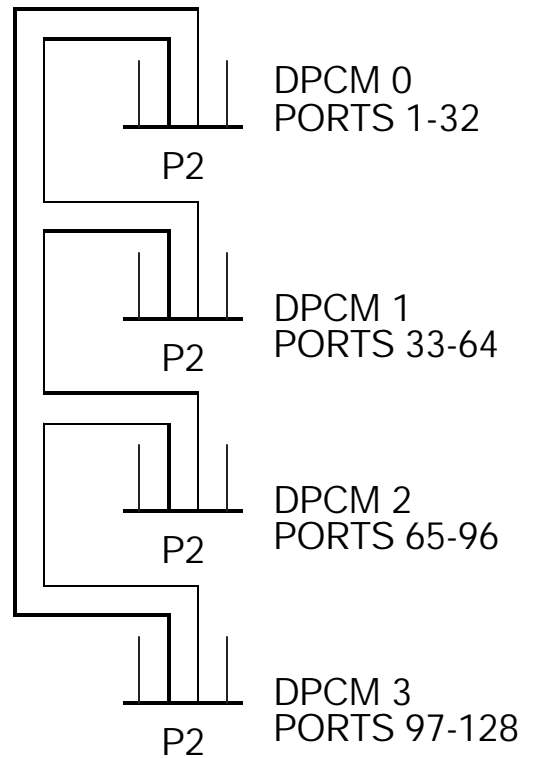 DPCM 0
PORTS 1-32
P2
DPCM 1
PORTS 33-64
P2
DPCM 2
PORTS 65-96
P2
DPCM 3
PORTS 97-128
P2